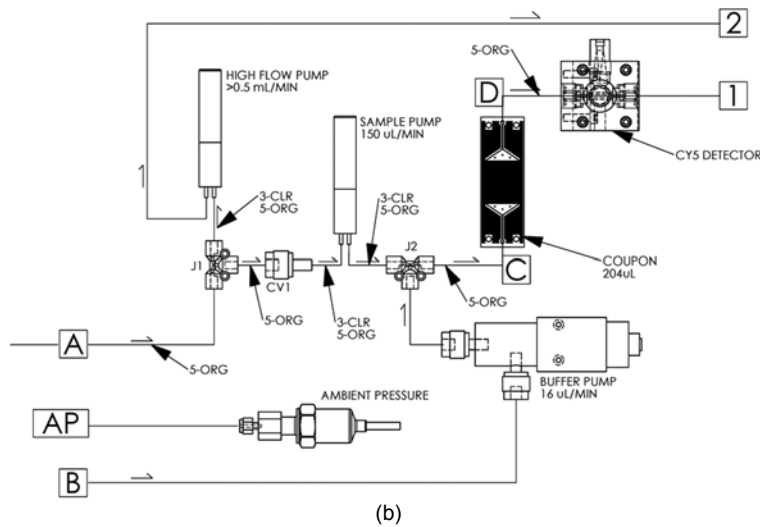 2
5-ORG
HIGH FLOW PUMP
>0.5 mL/MIN
D
1
SAMPLE PUMP
150 uL/MIN
CY5 DETECTOR
3-CLR
5-ORG
3-CLR
5-ORG
J1
J2
CV1
C
COUPON
204uL
5-ORG
3-CLR
5-ORG
5-ORG
A
5-ORG
BUFFER PUMP
16 uL/MIN
AMBIENT PRESSURE
AP
B
(b)